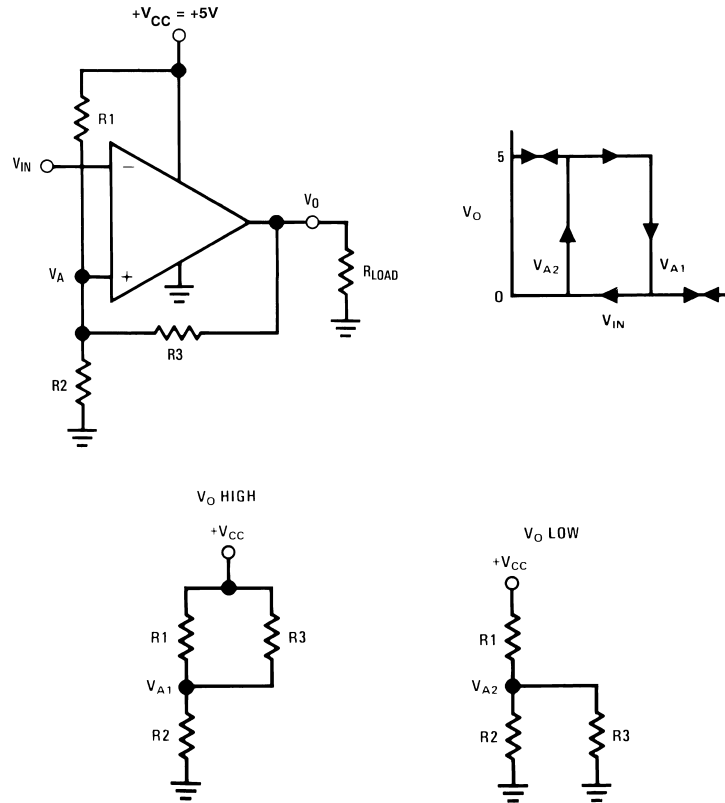 +VCC = +5V
R1
VIN
−
VO
VA
+
RLOAD
R3
R2
5
VO
VA2
VA1
0
VIN
VO HIGH
+VCC
R1
R3
VA1
R2
VO LOW
+VCC
R1
VA2
R2
R3